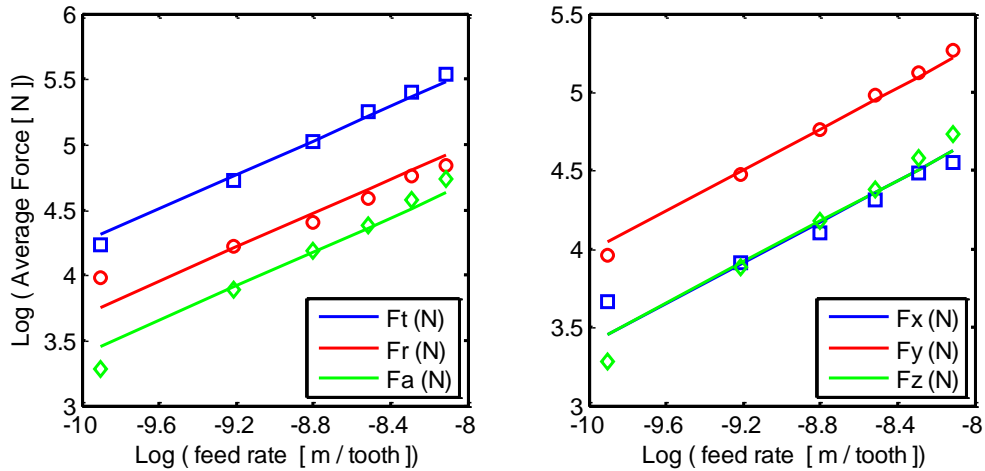 Log ( Average Force [ N ])
6
5.5
5
4.5
4
3.5
3
Ft (N)
Fr (N)
Fa (N)
-10 -9.6 -9.2 -8.8 -8.4 -8
Log ( feed rate [ m / tooth])
5.5
5
4.5
4
3.5
3
Fx (N)
Fy (N)
Fz (N)
-10 -9.6 -9.2 -8.8 -8.4 -8
Log ( feed rate [ m / tooth])